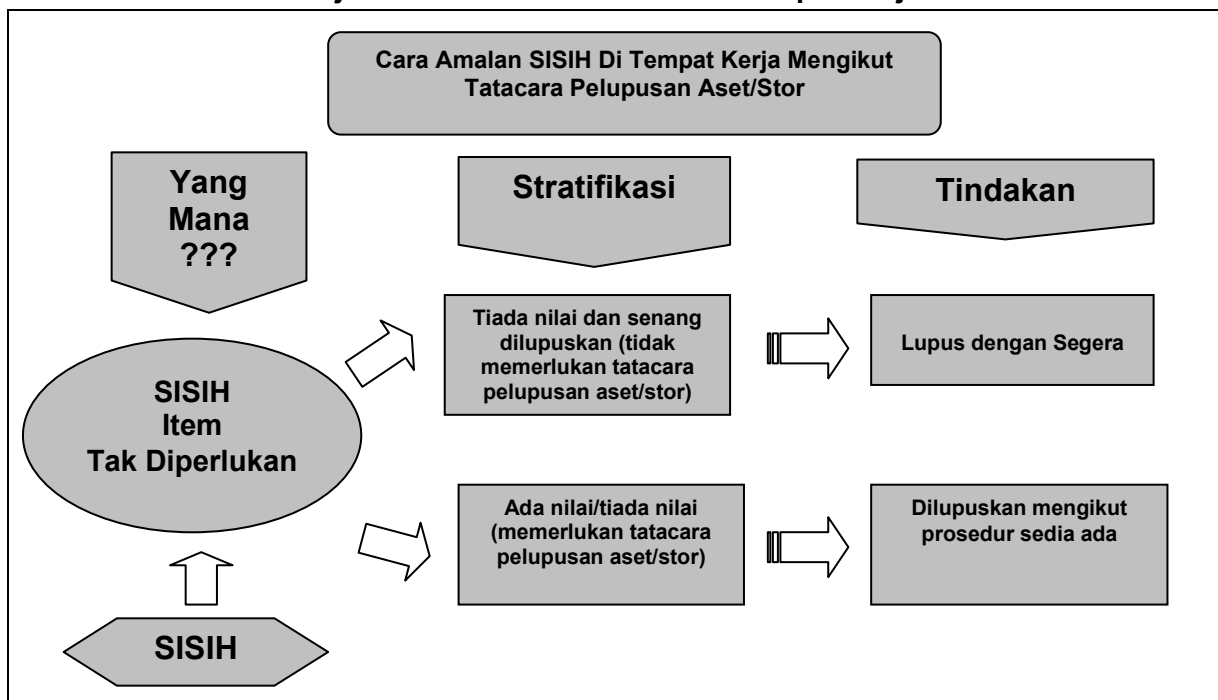 Cara Amalan SISIH Di Tempat Kerja Mengikut
Tatacara Pelupusan Aset/Stor
Yang
Mana
???
Stratifikasi
Tindakan
SISIH
Item
Tak Diperlukan
Tiada nilai dan senang
dilupuskan (tidak
memerlukan tatacara
pelupusan aset/stor)
Lupus dengan Segera
Ada nilai/tiada nilai
(memerlukan tatacara
pelupusan aset/stor)
Dilupuskan mengikut
prosedur sedia ada
SISIH